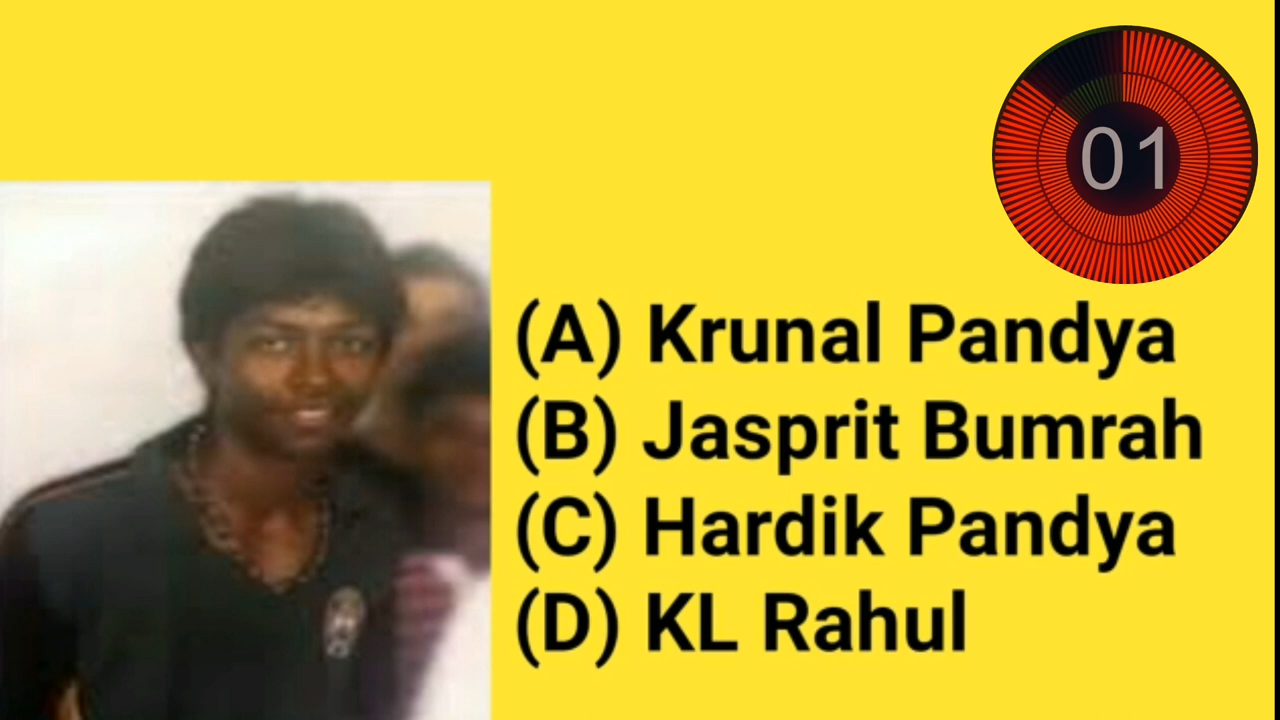 01
(A) Krunal Pandya
(B) Jasprit Bumrah
(C) Hardik Pandya
(D) KL Rahul